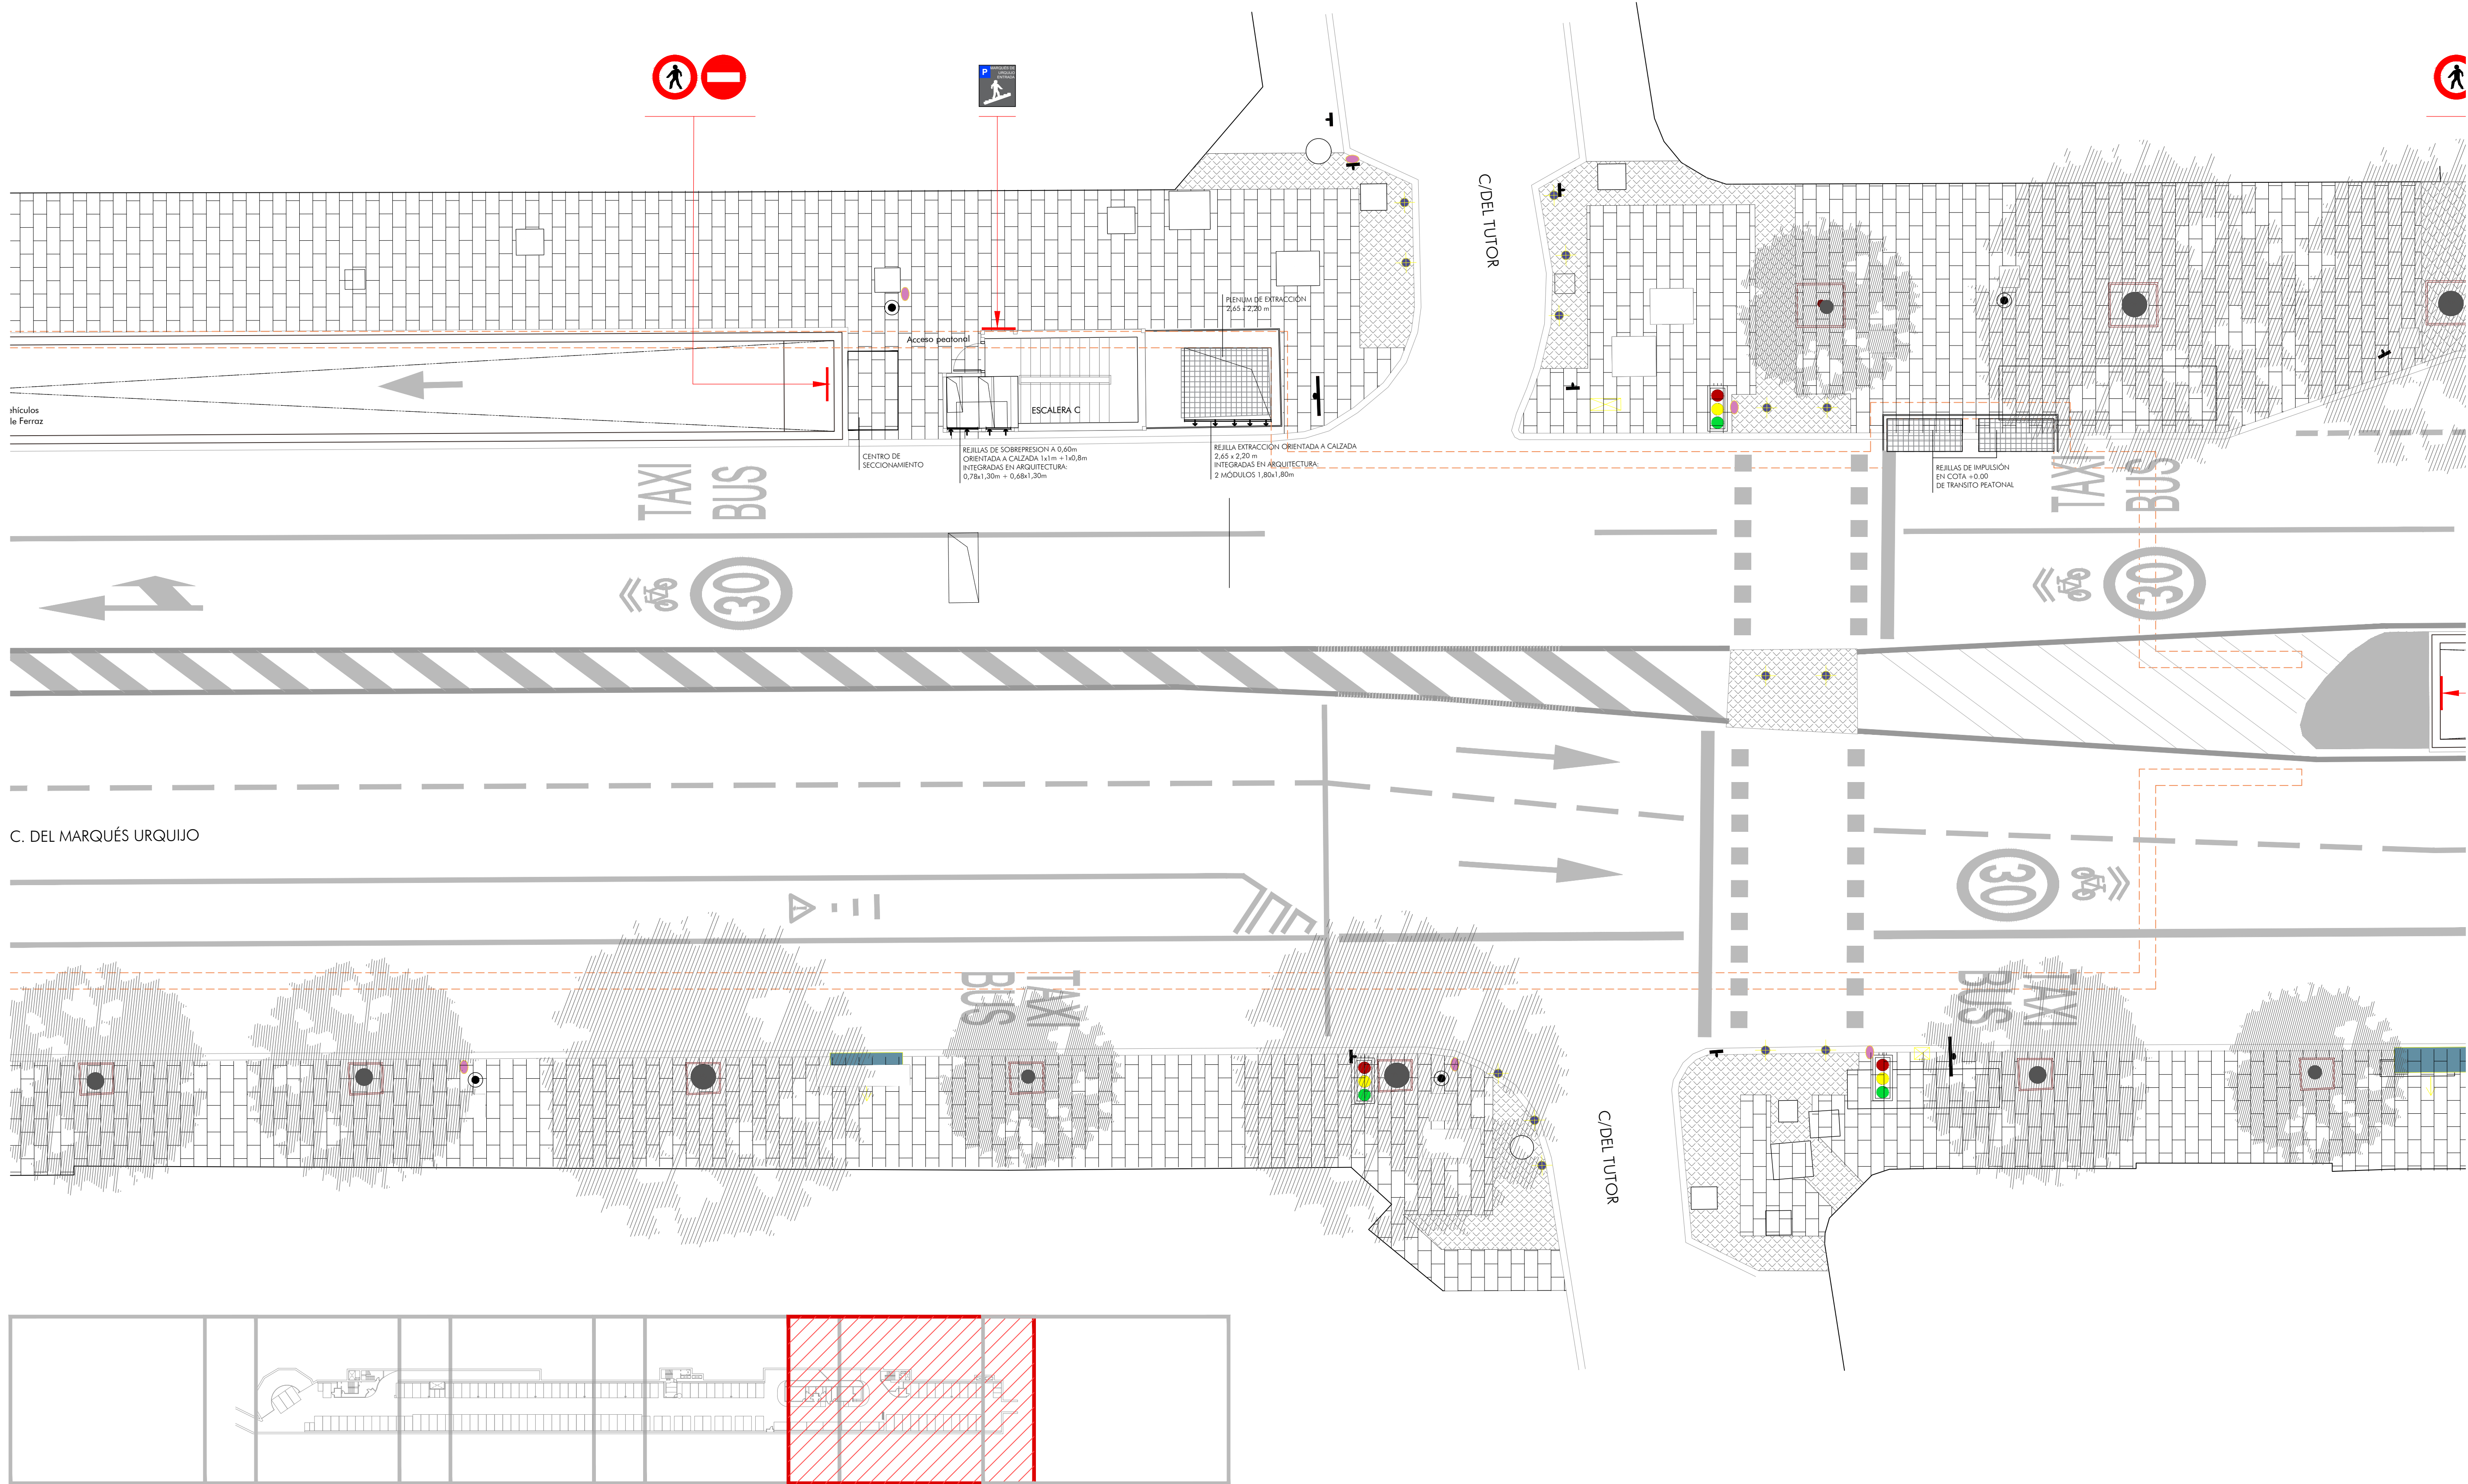 P
MARQUÉS DE
URQUIJO
ENTRADA
C/DEL TUTOR
PLENUM DE EXTRACCIÓN
2,65 x 2,20 m
Acceso peatonal
ESCALERA C
ehículos
le Ferraz
CENTRO DE
SECCIONAMIENTO
REJILLAS DE SOBREPRESION A 0,60m
ORIENTADA A CALZADA 1x1m +1x0,8m
INTEGRADAS EN ARQUITECTURA:
0,78x1,30m + 0,68x1,30m
REJILLA EXTRACCIÓN ORIENTADA A CALZADA
2,65 x 2,20 m
INTEGRADAS EN ARQUITECTURA:
2 MÓDULOS 1,80x1,80m
REJILLAS DE IMPULSIÓN
EN COTA +0.00
DE TRANSITO PEATONAL
TAXI
BUS
TAXI
BUS
30
30
C. DEL MARQUÉS URQUIJO
30
BUS
TAXI
BUS
TAXI
C/DEL TUTOR